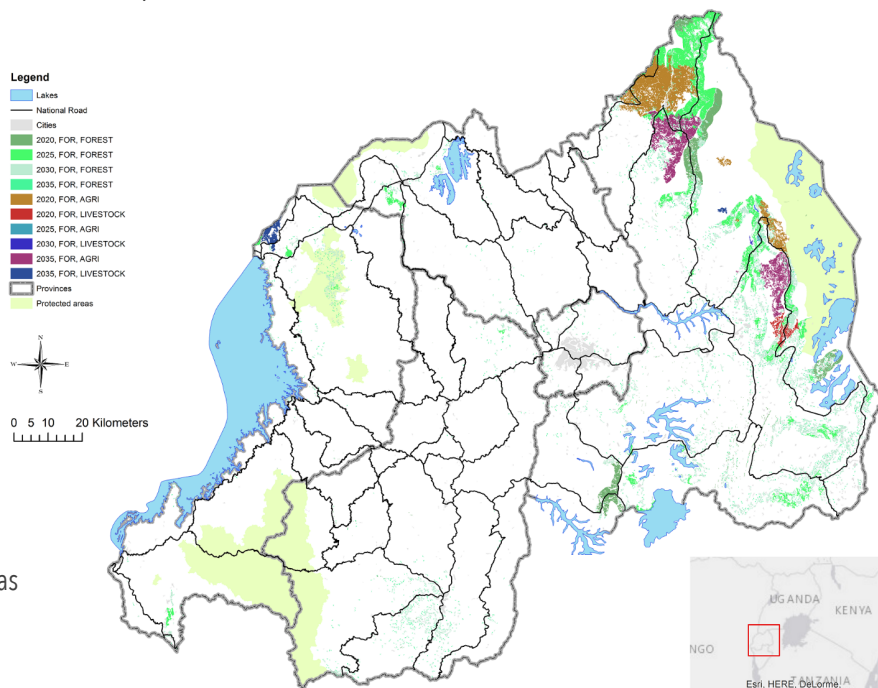 Legend
Lakes
National Road
Cities
2020, FOR, FOREST
2025, FOR, FOREST
2030, FOR, FOREST
2035, FOR, FOREST
2020, FOR, AGRI
2020, FOR, LIVESTOCK
2025, FOR, AGRI
2030, FOR, LIVESTOCK
2035, FOR, AGRI
2035, FOR, LIVESTOCK
Provinces
Protected areas
N
W
E
S
0 5 10 20 Kilometers
as
UGANDA
KENYA
NGO
TANZANIA
Esri, HERE, DeLorme,